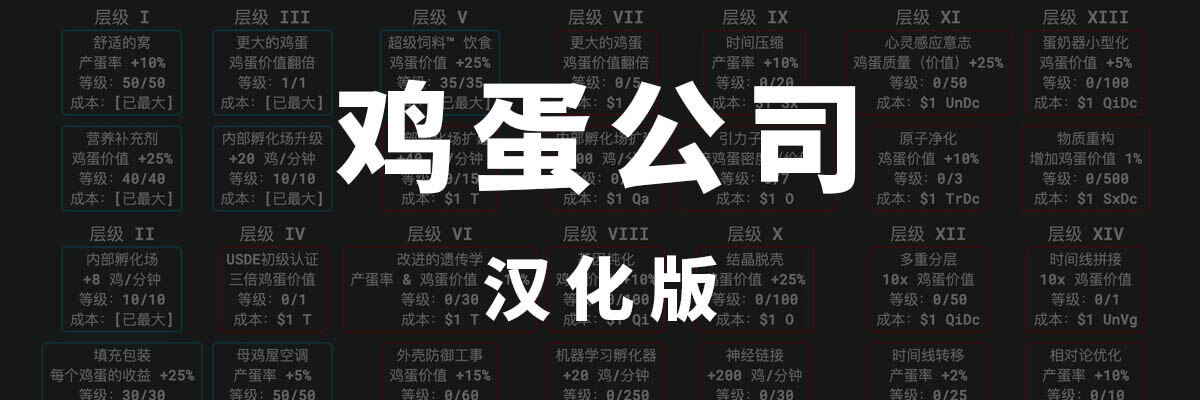 层级 I
层级 III
层级 V
层级 VII
层级 IX
层级 XI
层级 XIII
舒适的窝
产蛋率 +10%
等级: 50/50
成本: [已最大]
更大的鸡蛋
鸡蛋价值翻倍
等级: 1/1
成本: [已最大]
超级饲料™ 饮食
鸡蛋价值 +25%
等级: 35/35
更大的鸡蛋
鸡蛋价值翻倍
等级: 0/5
时间压缩
产蛋率 +10%
等级: 0/20
心灵感应意志
鸡蛋质量（价值）+25%
等级: 0/50
成本: $1 UnDc
蛋奶器小型化
鸡蛋价值 +5%
等级: 0/100
成本: $1 QiDc
鸡蛋公司
营养补充剂
鸡蛋价值 +25%
等级: 40/40
成本: [已最大]
内部孵化场升级
+20 鸡/分钟
等级: 10/10
成本: [已最大]
成本: $1 T
成本: $1 Qa
成本: $1 O
原子净化
鸡蛋价值 +10%
等级: 0/3
成本: $1 TrDc
物质重构
增加鸡蛋价值 1%
等级: 0/500
成本: $1 SxDc
层级 II
层级 IV
层级 VI
层级 VIII
层级 X
层级 XII
层级 XIV
内部孵化场
+8 鸡/分钟
等级: 10/10
成本: [已最大]
USDE初级认证
三倍鸡蛋价值
等级: 0/1
成本: $1 T
改进的遗传学
产蛋率 & 鸡蛋价值
等级: 0/30
成本: $1 T
结晶脱壳
鸡蛋价值 +25%
等级: 0/100
成本: $1 O
多重分层
10x 鸡蛋价值
等级: 0/50
成本: $1 QiDc
时间线拼接
10x 鸡蛋价值
等级: 0/1
成本: $1 UnVg
汉化版
填充包装
每个鸡蛋的收益 +25%
等级: 30/30
母鸡屋空调
产蛋率 +5%
等级: 50/50
外壳防御工事
鸡蛋价值 +15%
等级: 0/60
机器学习孵化器
+20 鸡/分钟
等级: 0/250
神经链接
+200 鸡/分钟
等级: 0/30
时间线转移
产蛋率 +2%
等级: 0/25
相对论优化
产蛋率 +10%
等级: 0/10